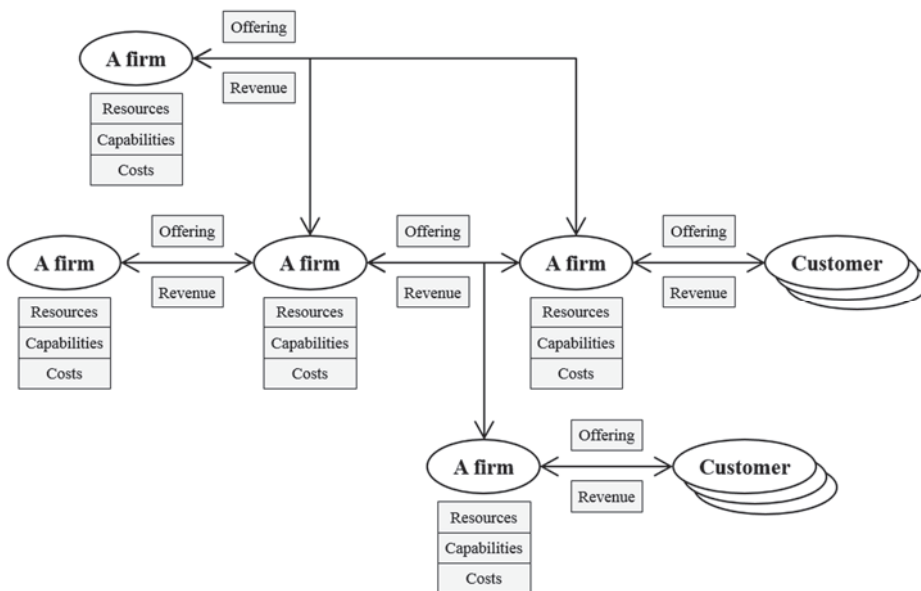 Offering
A firm
Revenue
Resources
Capabilities
Costs
Offering
Offering
Offering
A firm
A firm
A firm
Customer
Revenue
Revenue
Revenue
Resources
Resources
Resources
Capabilities
Capabilities
Capabilities
Costs
Costs
Costs
Offering
A firm
Customer
Revenue
Resources
Capabilities
Costs